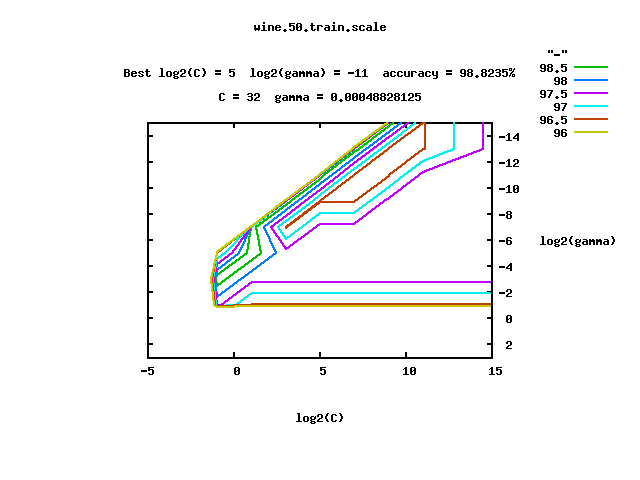 wine.50.train.scale
Best log2(C) = 5  log2(gamma) = -11  accuracy = 98.8235%
C = 32  gamma = 0.00048828125
"-"
98.5
98
97.5
97
96.5
96
-14
-12
-10
-8
-6
-4
-2
0
2
log2(gamma)
-5 0 5 10 15
log2(C)